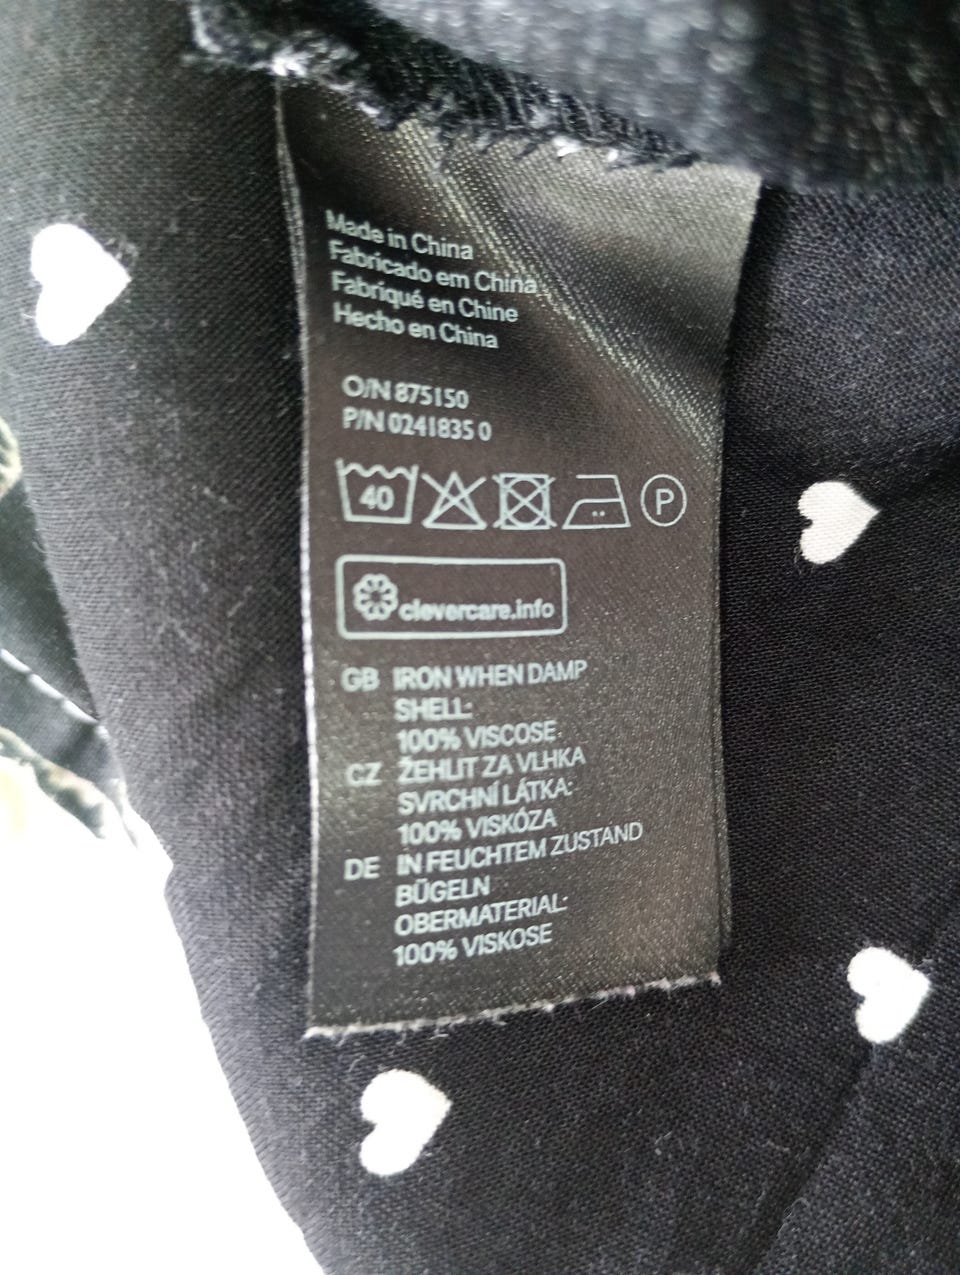 Made in China
Fabricado em China
Fabriqué en Chine
Hecho en China
O/N 875150
P/N 0241835 0
40 P
clevercare.info
GB IRON WHEN DAMP
SHELL:
100% VISCOSE
CZ ŽEHLIT ZA VLHKA
SVRCHNÍ LÁTKA:
100% VISKÓZA
DE IN FEUCHTEM ZUSTAND
BÜGELN
OBERMATERIAL:
100% VISKOSE